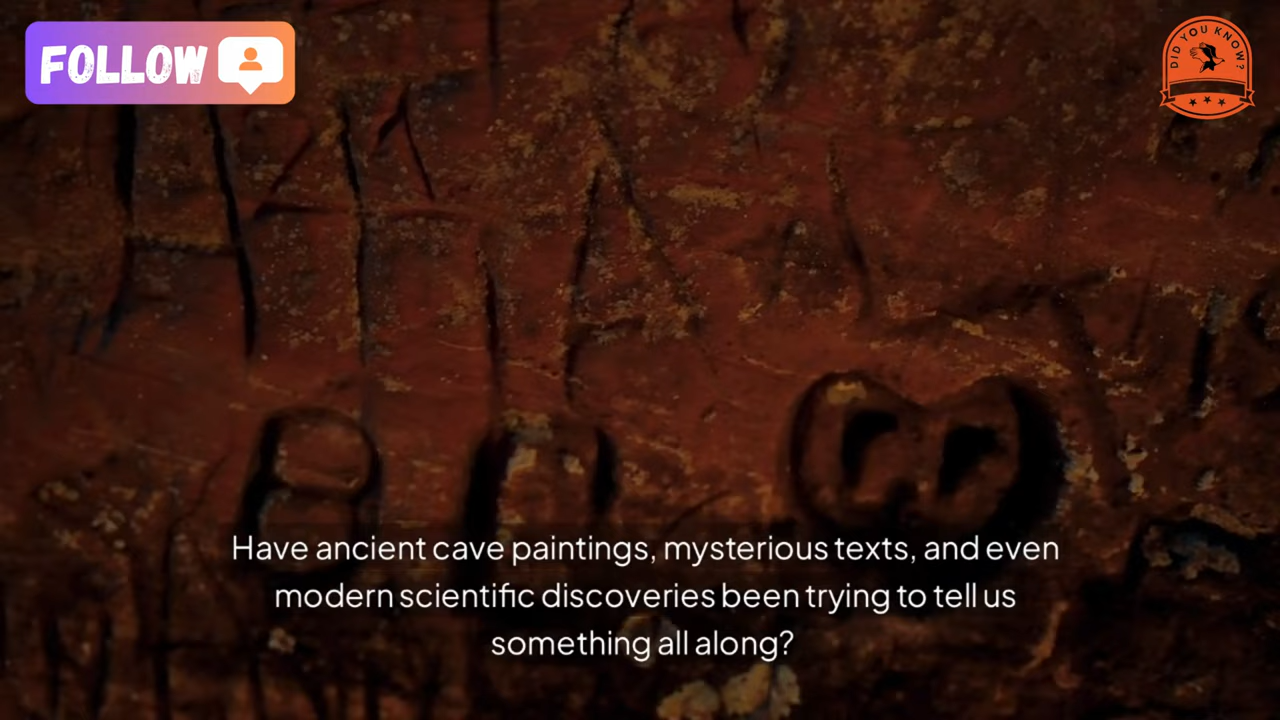 FOLLOW
DID YOU KNOW?
Have ancient cave paintings, mysterious texts, and even
modern scientific discoveries been trying to tell us
something all along?